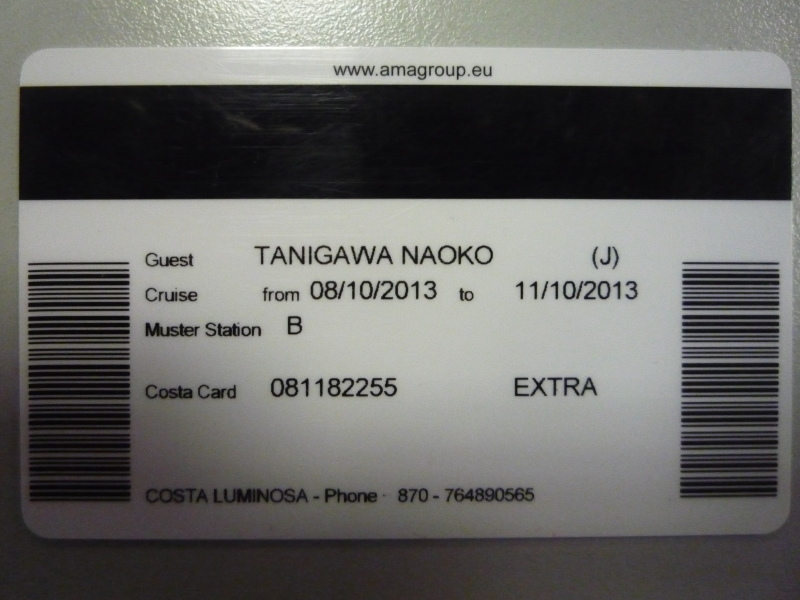 www.amagroup.eu
Guest TANIGAWA NAOKO (J)
Cruise from 08/10/2013 to 11/10/2013
Muster Station B
Costa Card 081182255 EXTRA
COSTA LUMINOSA - Phone - 870 - 764890565